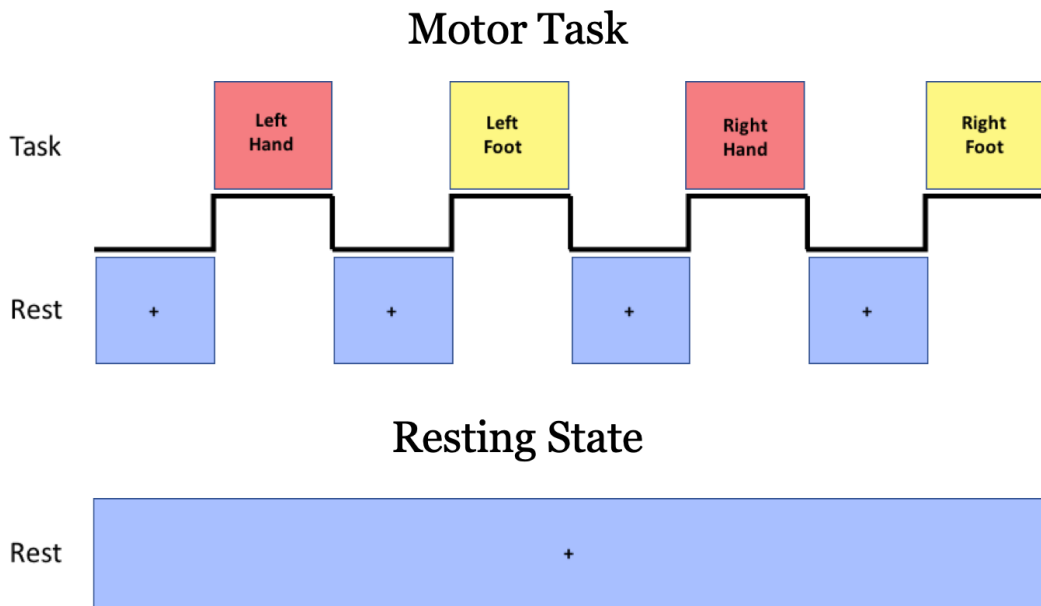 Motor Task
Task
Left
Hand
Left
Foot
Right
Hand
Right
Foot
Rest
+
+
+
+
Resting State
Rest
+